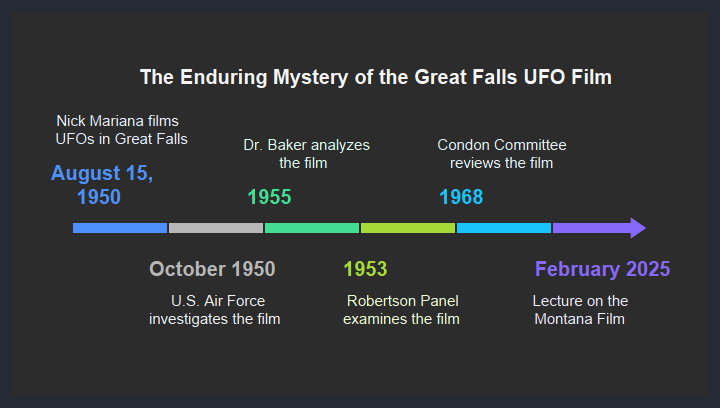 The Enduring Mystery of the Great Falls UFO Film
Nick Mariana films
UFOs in Great Falls
August 15,
1950
October 1950
U.S. Air Force
investigates the film
Dr. Baker analyzes
the film
1955
1953
Robertson Panel
examines the film
Condon Committee
reviews the film
1968
February 2025
Lecture on the
Montana Film